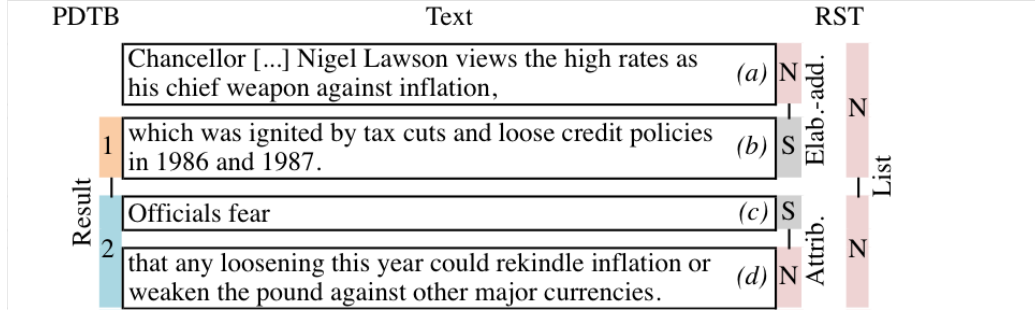 PDTB Text RST
Chancellor [...] Nigel Lawson views the high rates as
his chief weapon against inflation,
(a) N
Elab.-add.
N
1
which was ignited by tax cuts and loose credit policies
in 1986 and 1987.
(b) S
Result
List
Officials fear
(c) S
Attrib.
N
2
that any loosening this year could rekindle inflation or
weaken the pound against other major currencies.
(d) N